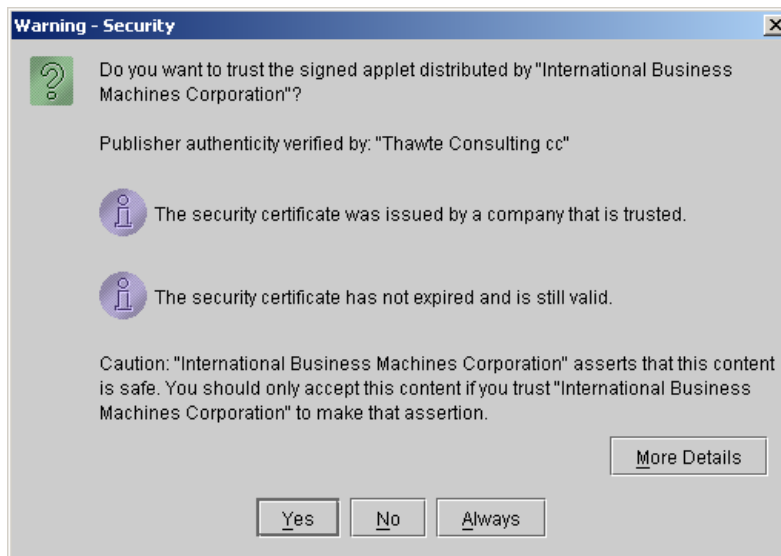 Warning - Security
Do you want to trust the signed applet distributed by "International Business
Machines Corporation"?
Publisher authenticity verified by: "Thawte Consulting cc"
The security certificate was issued by a company that is trusted.
The security certificate has not expired and is still valid.
Caution: "International Business Machines Corporation" asserts that this content
is safe. You should only accept this content if you trust "International Business
Machines Corporation" to make that assertion.
More Details
Yes No Always